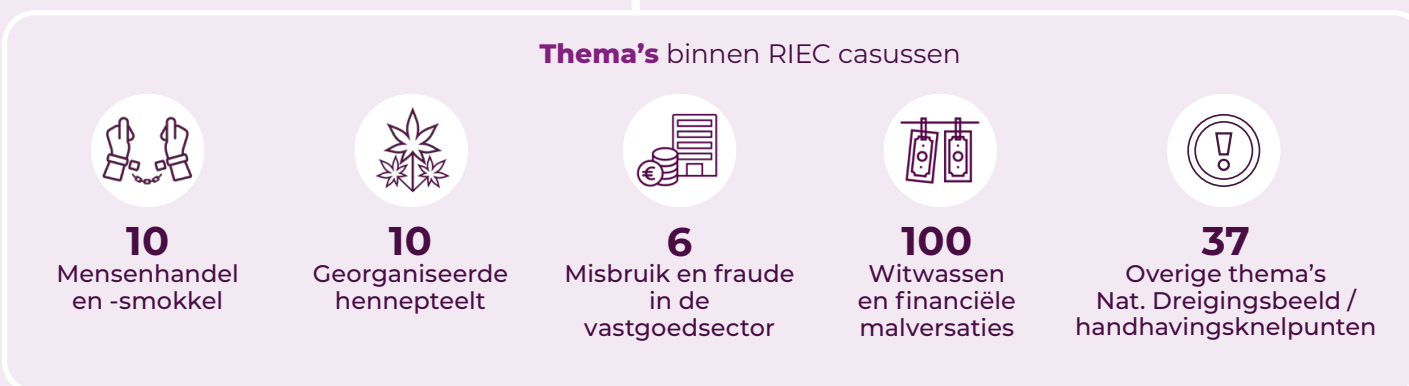 Thema's binnen RIEC casussen
10
Mensenhandel
en -smokkel
10
Georganiseerde
hennepteelt
€
6
Misbruik en fraude
in de
vastgoedsector
100
Witwassen
en financiële
malversaties
37
Overige thema's
Nat. Dreigingsbeeld /
handhavingsknelpunten